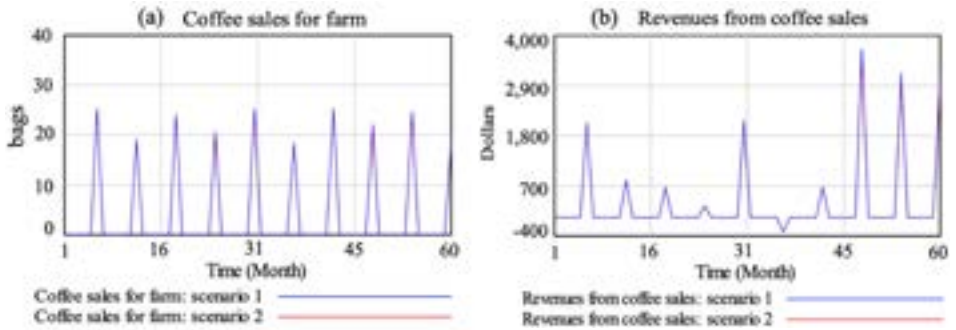 (a) Coffee sales for farm
40
30
20
10
0
bags
1 16 31 45 60
Time (Month)
Coffee sales for farm: scenario 1
Coffee sales for farm: scenario 2
(b) Revenues from coffee sales
4,000
2,900
1,800
700
-400
Dollars
1 16 31 45 60
Time (Month)
Revenues from coffee sales: scenario 1
Revenues from coffee sales: scenario 2